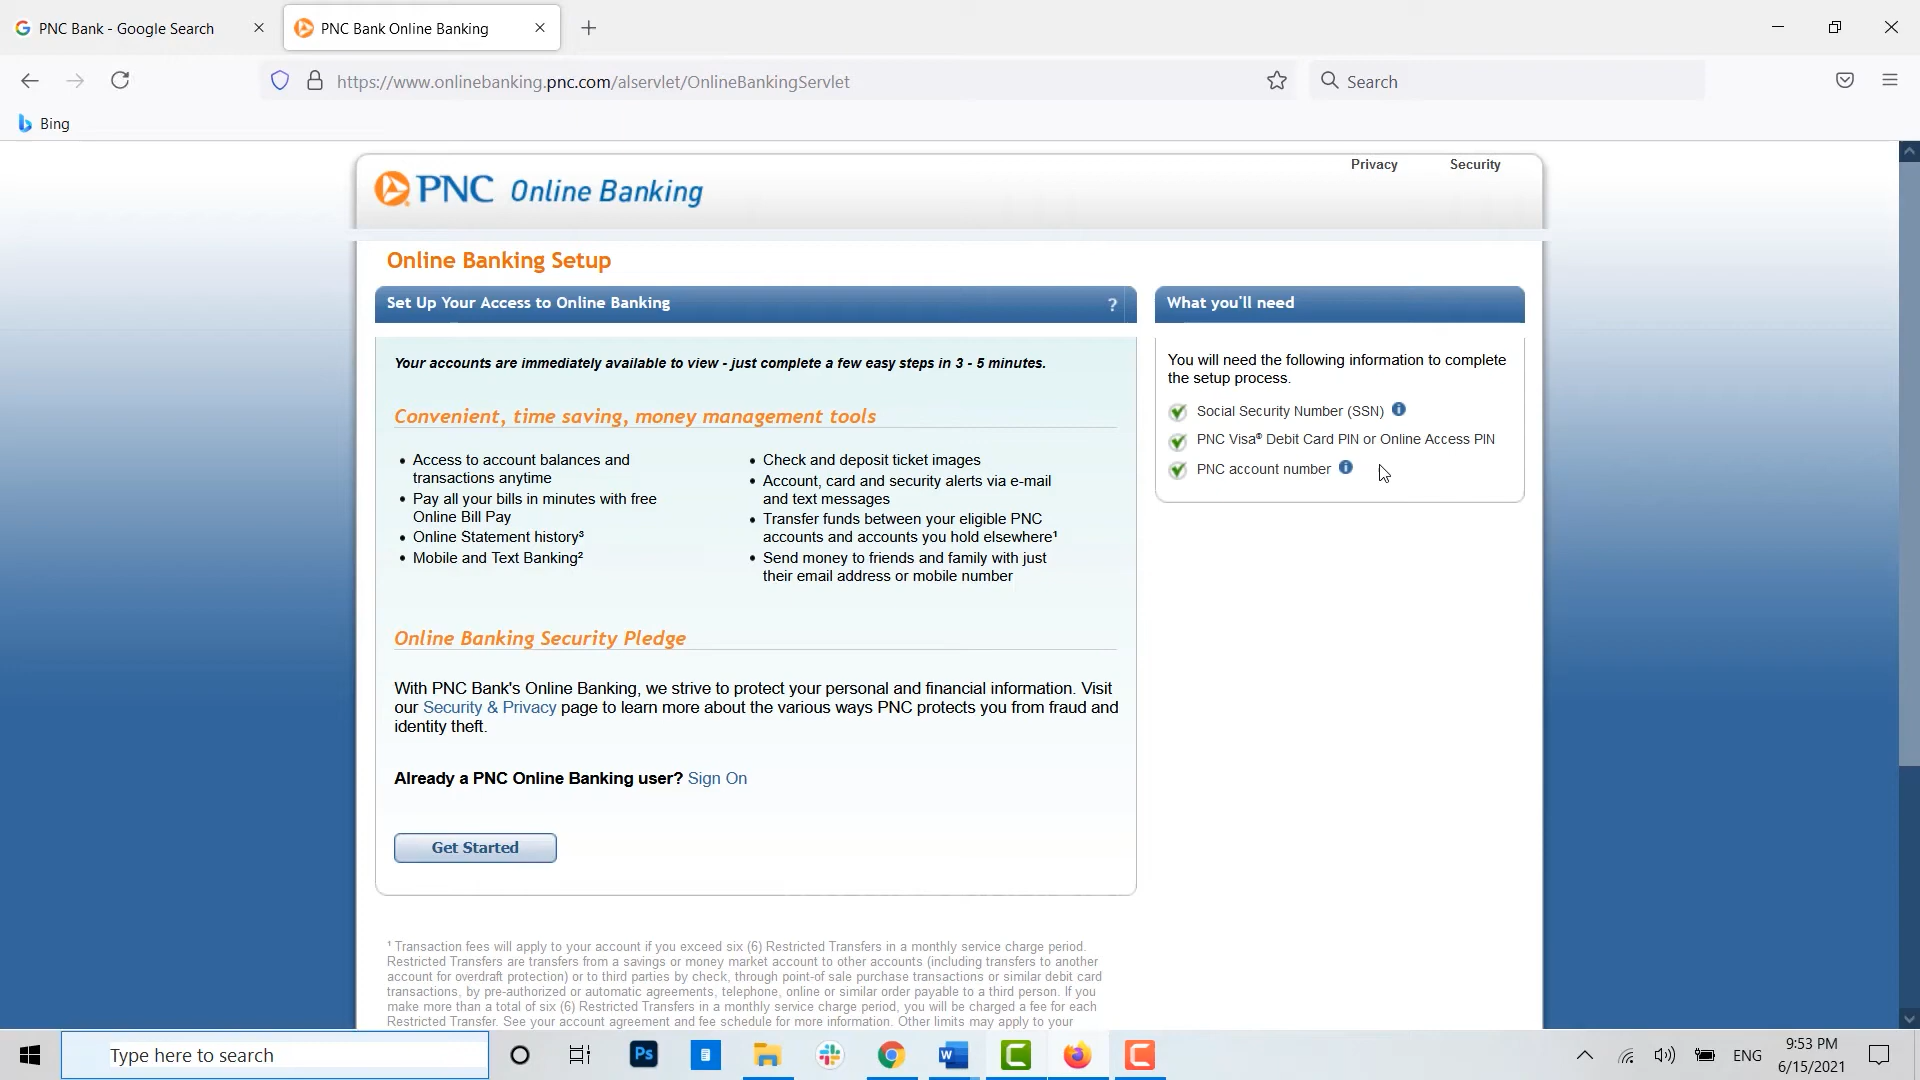 PNC Bank - Google Search
PNC Bank Online Banking
https://www.onlinebanking.pnc.com/alservlet/OnlineBankingServlet
Search
Bing
Privacy
Security
PNC Online Banking
Online Banking Setup
Set Up Your Access to Online Banking
?
Your accounts are immediately available to view - just complete a few easy steps in 3 - 5 minutes.
Convenient, time saving, money management tools
• Access to account balances and
transactions anytime
• Pay all your bills in minutes with free
Online Bill Pay
• Online Statement history³
• Mobile and Text Banking²
• Check and deposit ticket images
• Account, card and security alerts via e-mail
and text messages
• Transfer funds between your eligible PNC
accounts and accounts you hold elsewhere¹
• Send money to friends and family with just
their email address or mobile number
Online Banking Security Pledge
With PNC Bank's Online Banking, we strive to protect your personal and financial information. Visit
our Security & Privacy page to learn more about the various ways PNC protects you from fraud and
identity theft.
Already a PNC Online Banking user? Sign On
Get Started
What you'll need
You will need the following information to complete
the setup process.
Social Security Number (SSN)
PNC Visa® Debit Card PIN or Online Access PIN
PNC account number
¹ Transaction fees will apply to your account if you exceed six (6) Restricted Transfers in a monthly service charge period.
Restricted Transfers are transfers from a savings or money market account to other accounts (including transfers to another
account for overdraft protection) or to third parties by check, through point-of sale purchase transactions or similar debit card
transactions, by pre-authorized or automatic agreements, telephone, online or similar order payable to a third person. If you
make more than a total of six (6) Restricted Transfers in a monthly service charge period, you will be charged a fee for each
Restricted Transfer. See your account agreement and fee schedule for more information. Other limits may apply to your
Type here to search
Ps
W
ENG
9:53 PM
6/15/2021